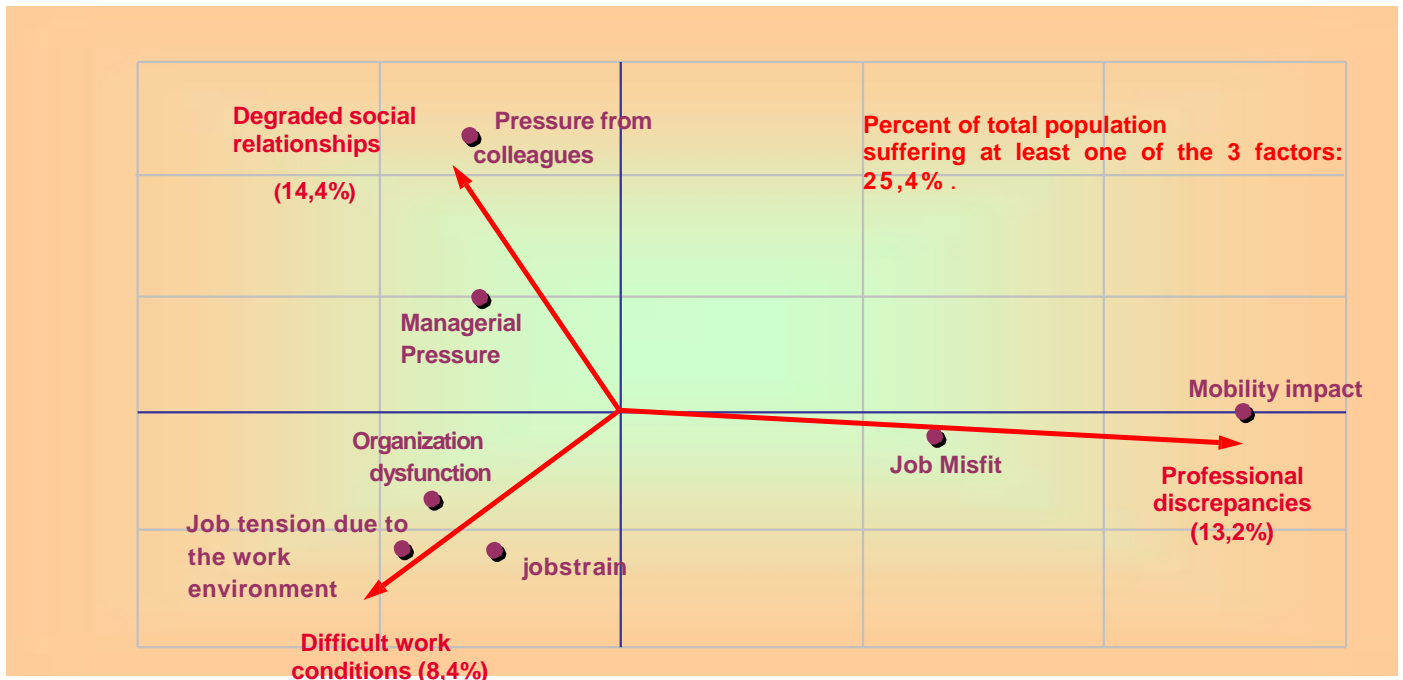 Degraded social
relationships
(14,4%)
Pressure from
colleagues
Percent of total population
suffering at least one of the 3 factors:
25,4% .
Managerial
Pressure
Mobility impact
Organization
dysfunction
Job Misfit
Professional
discrepancies
(13,2%)
Job tension due to
the work
environment
jobstrain
Difficult work
conditions (8,4%)